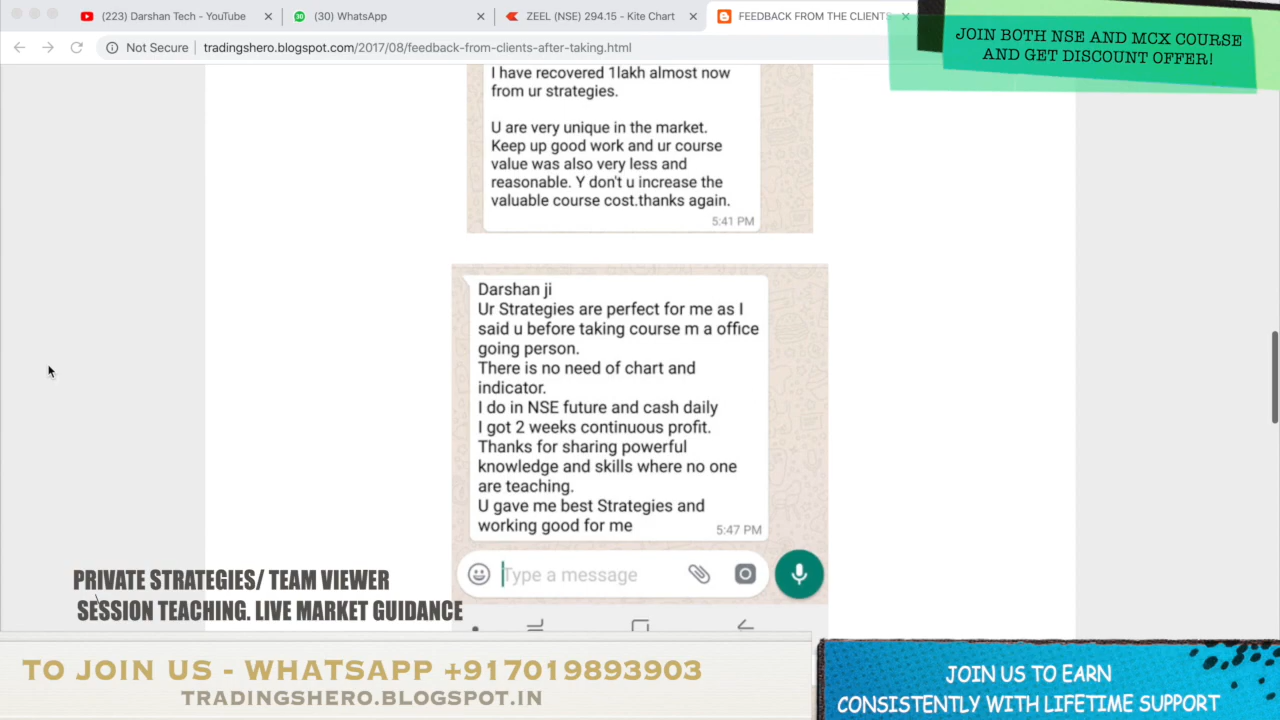 (223) Darshan Tech - YouTube
30
(30) WhatsApp
ZEEL (NSE) 294.15 - Kite Chart
FEEDBACK FROM THE CLIENTS
Not Secure
tradingshero.blogspot.com/2017/08/feedback-from-clients-after-taking.html
JOIN BOTH NSE AND MCX COURSE
AND GET DISCOUNT OFFER!
I have recovered 1lakh almost now
from ur strategies.
U are very unique in the market.
Keep up good work and ur course
value was also very less and
reasonable. Y don't u increase the
valuable course cost.thanks again.
5:41 PM
Darshan ji
Ur Strategies are perfect for me as I
said u before taking course m a office
going person.
There is no need of chart and
indicator.
I do in NSE future and cash daily
I got 2 weeks continuous profit.
Thanks for sharing powerful
knowledge and skills where no one
are teaching.
U gave me best Strategies and
working good for me
5:47 PM
Type a message
PRIVATE STRATEGIES/ TEAM VIEWER
SESSION TEACHING. LIVE MARKET GUIDANCE
TO JOIN US - WHATSAPP +917019893903
TRADINGSHERO.BLOGSPOT.IN
JOIN US TO EARN
CONSISTENTLY WITH LIFETIME SUPPORT